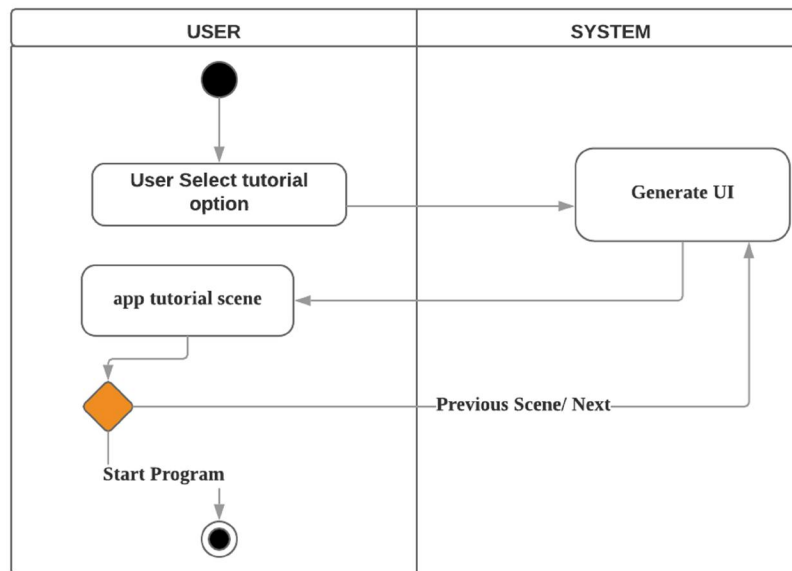 USER
SYSTEM
User Select tutorial
option
Generate UI
app tutorial scene
Previous Scene/ Next
Start Program